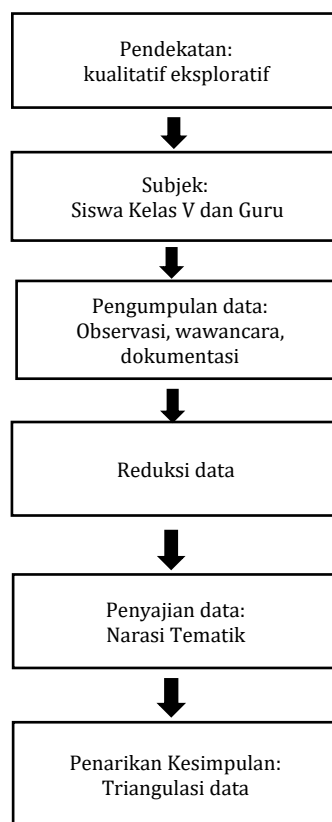 Pendekatan:
kualitatif eksploratif
Subjek:
Siswa Kelas V dan Guru
Pengumpulan data:
Observasi, wawancara,
dokumentasi
Reduksi data
Penyajian data:
Narasi Tematik
Penarikan Kesimpulan:
Triangulasi data